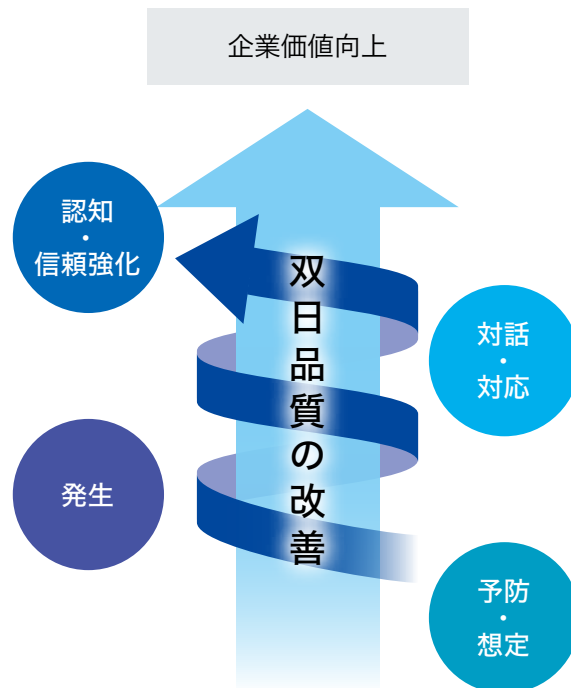 企業価値向上
認知
・
信頼強化
双日品質の改善
対話
・
対応
発生
予防
・
想定